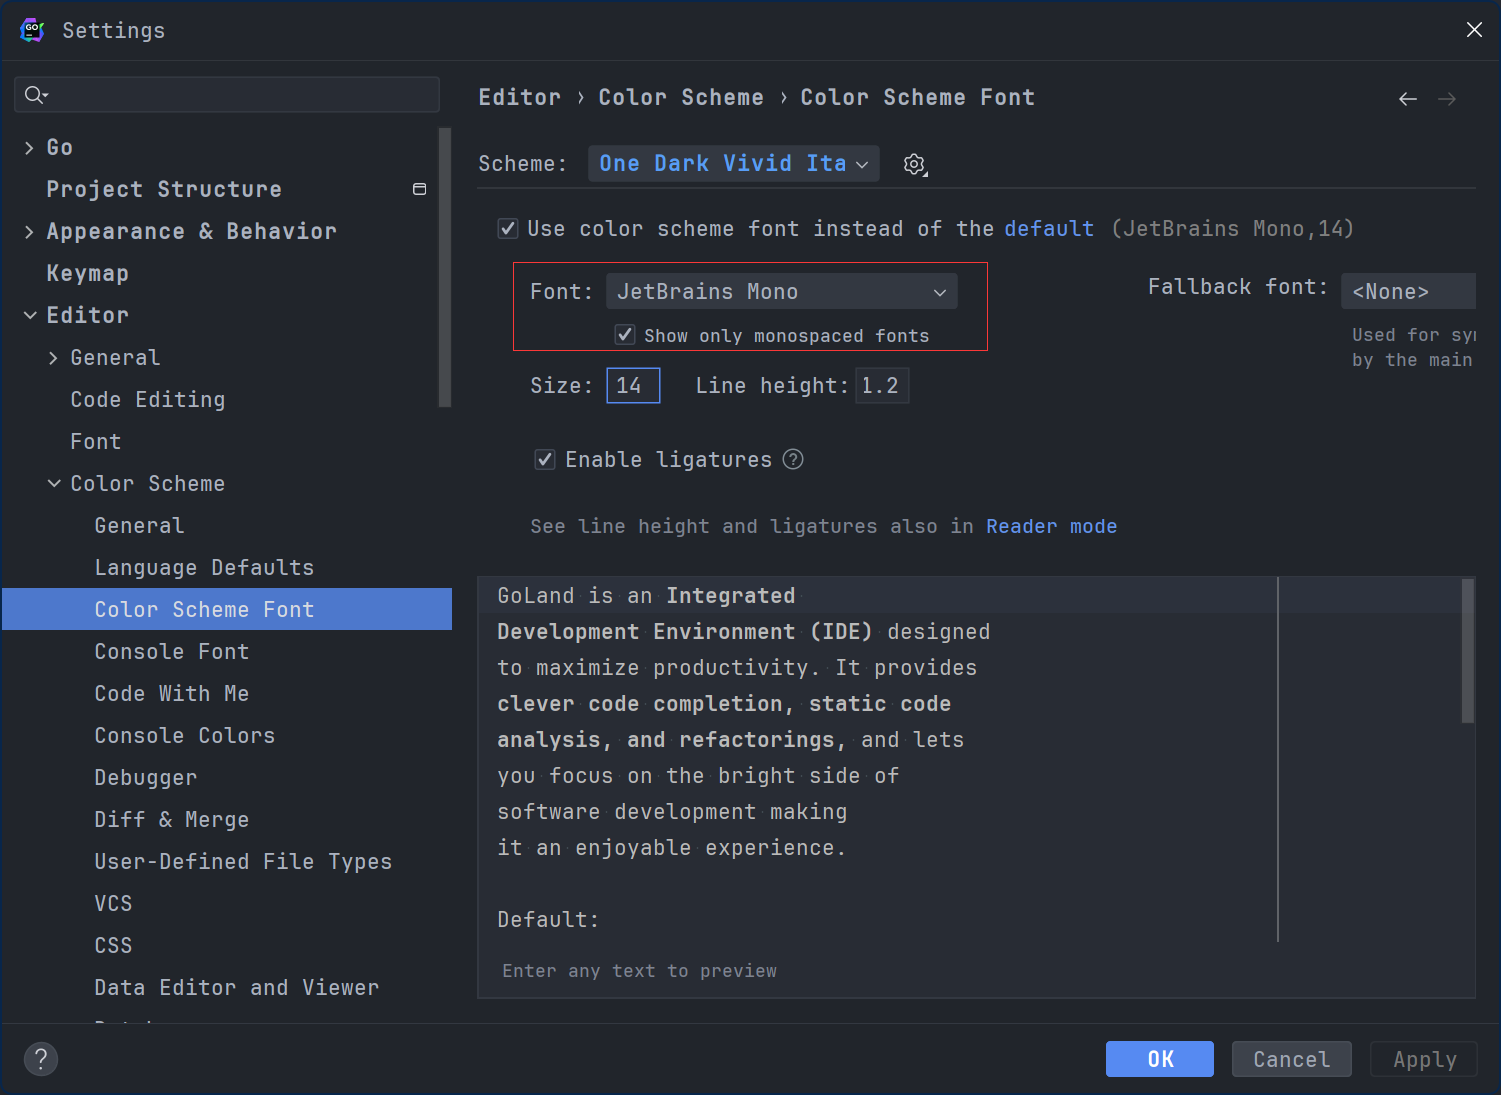 GO
Settings
Go
Project Structure
Appearance & Behavior
Keymap
Editor
General
Code Editing
Font
Color Scheme
General
Language Defaults
Color Scheme Font
Console Font
Code With Me
Console Colors
Debugger
Diff & Merge
User-Defined File Types
VCS
CSS
Data Editor and Viewer
Editor › Color Scheme › Color Scheme Font
Scheme: One Dark Vivid Ita
Use color scheme font instead of the default (JetBrains Mono,14)
Font: JetBrains Mono
Show only monospaced fonts
Fallback font: <None>
Used for
by the main
Size: 14 Line height: 1.2
Enable ligatures ?
See line height and ligatures also in Reader mode
GoLand is an Integrated
Development Environment (IDE) designed
to maximize productivity. It provides
clever code completion, static code
analysis, and refactorings, and lets
you focus on the bright side of
software development making
it an enjoyable experience.
Default:
Enter any text to preview
? OK Cancel Apply